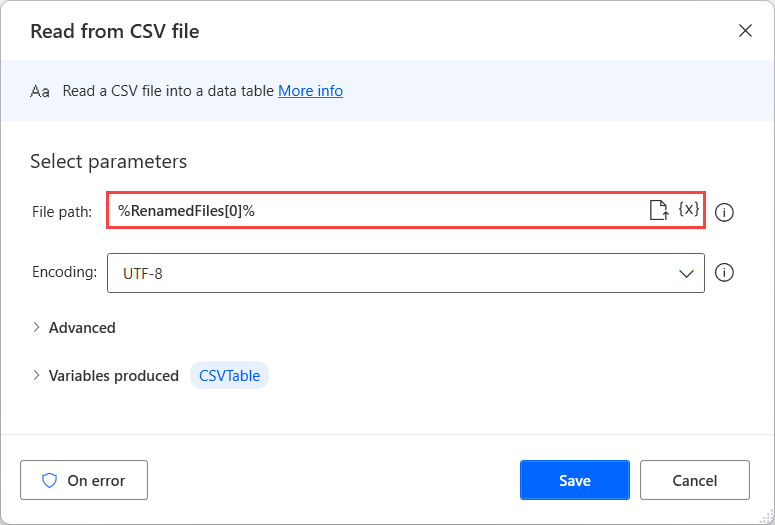 Read from CSV file
Aa Read a CSV file into a data table More info
Select parameters
File path: %RenamedFiles[0]% {x}
Encoding: UTF-8
Advanced
Variables produced CSVTable
On error Save Cancel